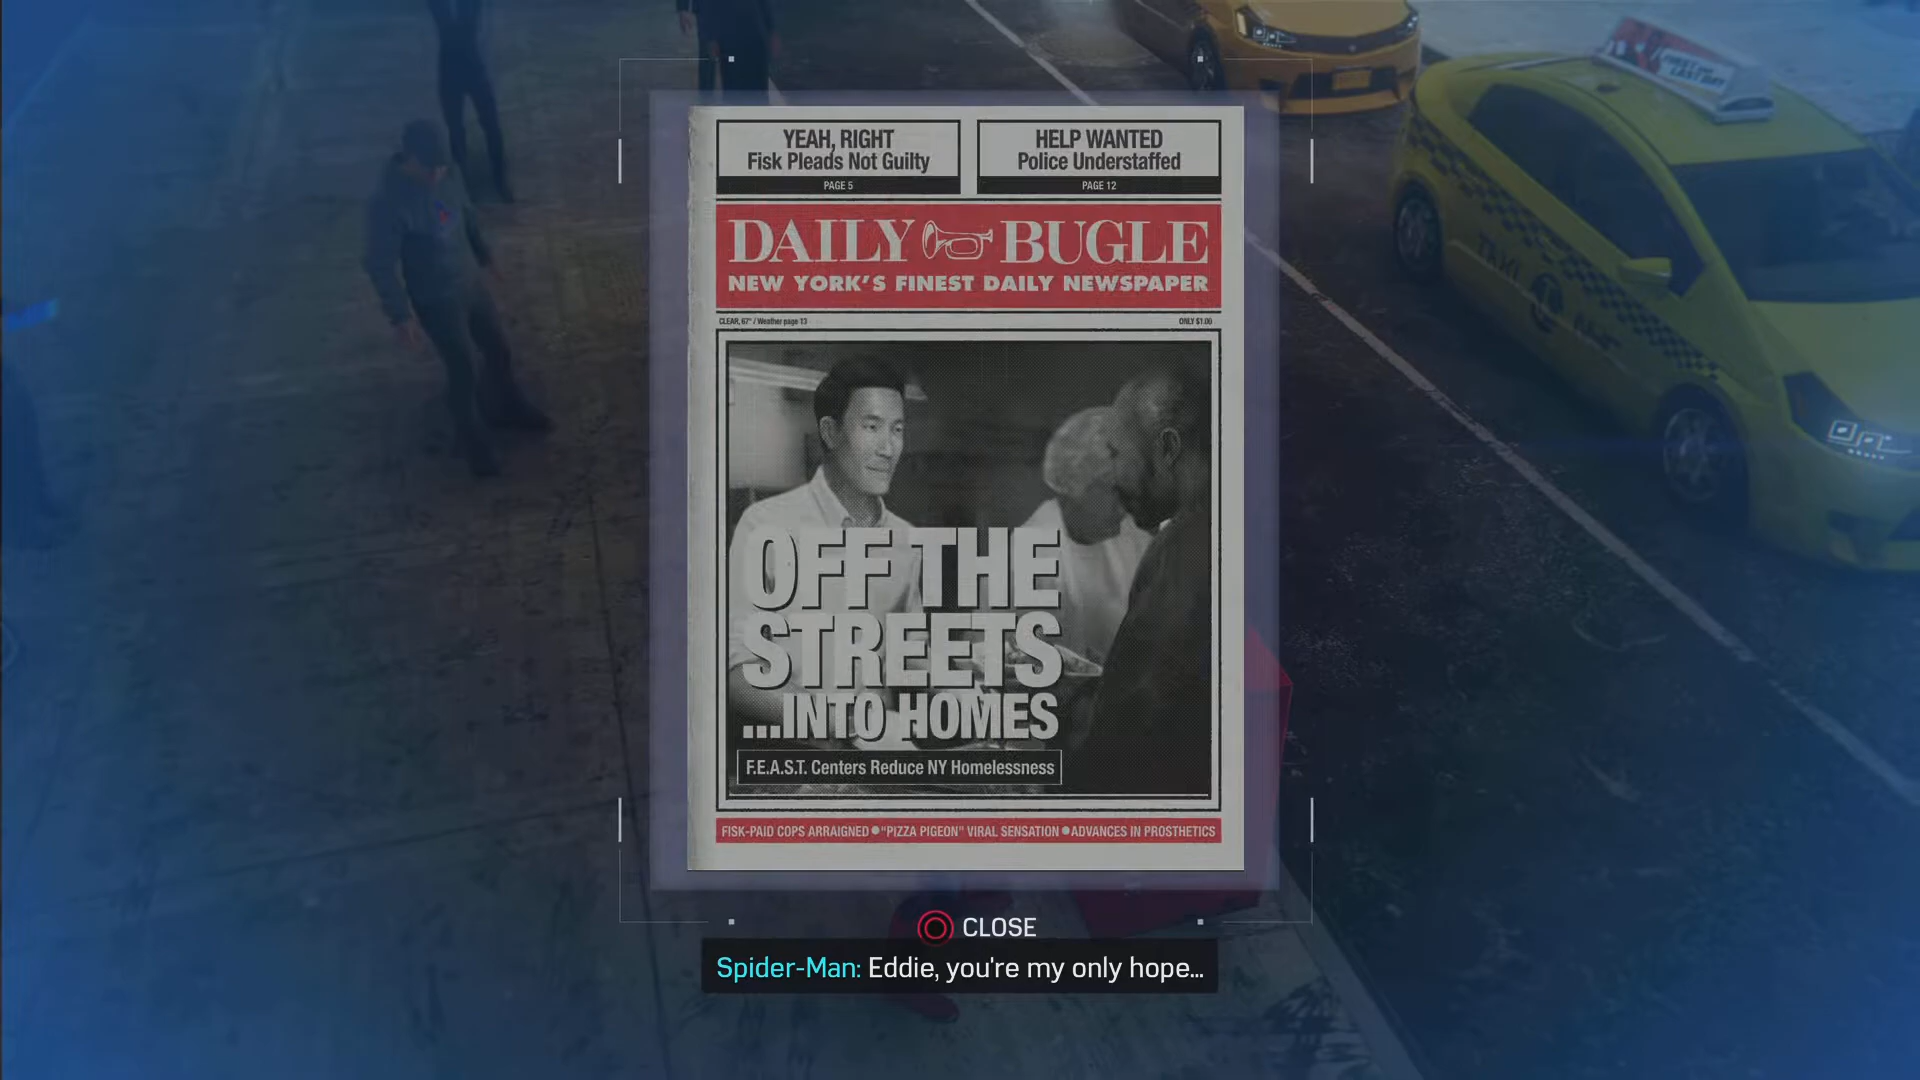 YEAH, RIGHT
Fisk Pleads Not Guilty
PAGE 5
HELP WANTED
Police Understaffed
PAGE 12
DAILY BUGLE
NEW YORK'S FINEST DAILY NEWSPAPER
CLEAR, 67° / Weather page 13
ONLY $1.00
OFF THE
STREETS
...INTO HOMES
F.E.A.S.T. Centers Reduce NY Homelessness
FISK-PAID COPS ARRAIGNED ● "PIZZA PIGEON" VIRAL SENSATION ● ADVANCES IN PROSTHETICS
CLOSE
Spider-Man: Eddie, you're my only hope...
TAXI